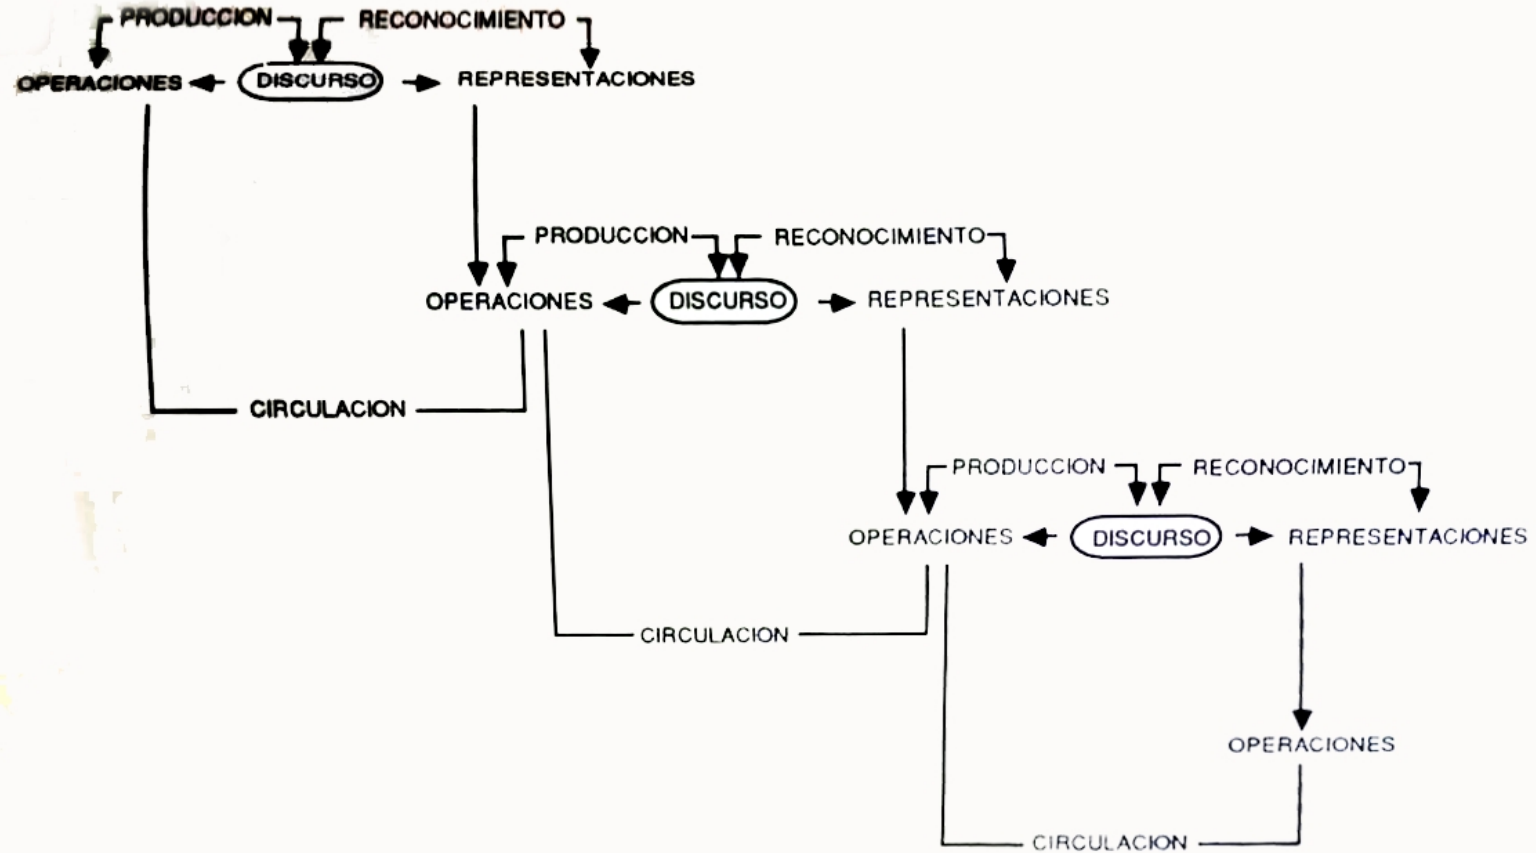 PRODUCCION RECONOCIMIENTO
OPERACIONES DISCURSO REPRESENTACIONES
PRODUCCION RECONOCIMIENTO
OPERACIONES DISCURSO REPRESENTACIONES
CIRCULACION
PRODUCCION RECONOCIMIENTO
OPERACIONES DISCURSO REPRESENTACIONES
CIRCULACION
OPERACIONES
CIRCULACION